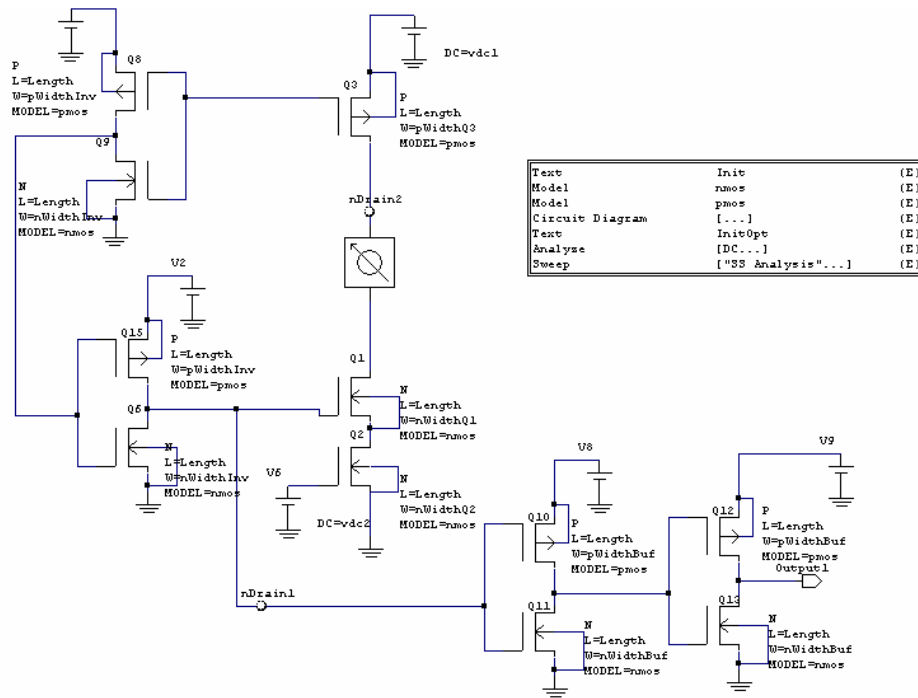 Q8
P
L=Length
W=pWidthInv
MODEL=pmos
Q9
N
L=Length
W=nWidthInv
MODEL=nmos
DC=vdc1
Q3
P
L=Length
W=pWidthQ3
MODEL=pmos
nDrain2
Text Init (E)
Model nmos (E)
Model pmos (E)
Circuit Diagram [...] (E)
Text InitOpt (E)
Analyze [DC...] (E)
Sweep ["SS Analysis"...] (E)
V2
Q15
P
L=Length
W=pWidthInv
MODEL=pmos
Q6
N
L=Length
W=nWidthInv
MODEL=nmos
Q1
N
L=Length
W=nWidthQ1
MODEL=nmos
Q2
N
L=Length
W=nWidthQ2
MODEL=nmos
V6
DC=vdc2
nDrain1
V8
Q10
P
L=Length
W=pWidthBuf
MODEL=pmos
Q11
N
L=Length
W=nWidthBuf
MODEL=nmos
V9
Q12
P
L=Length
W=pWidthBuf
MODEL=pmos
Output1
Q13
N
L=Length
W=nWidthBuf
MODEL=nmos